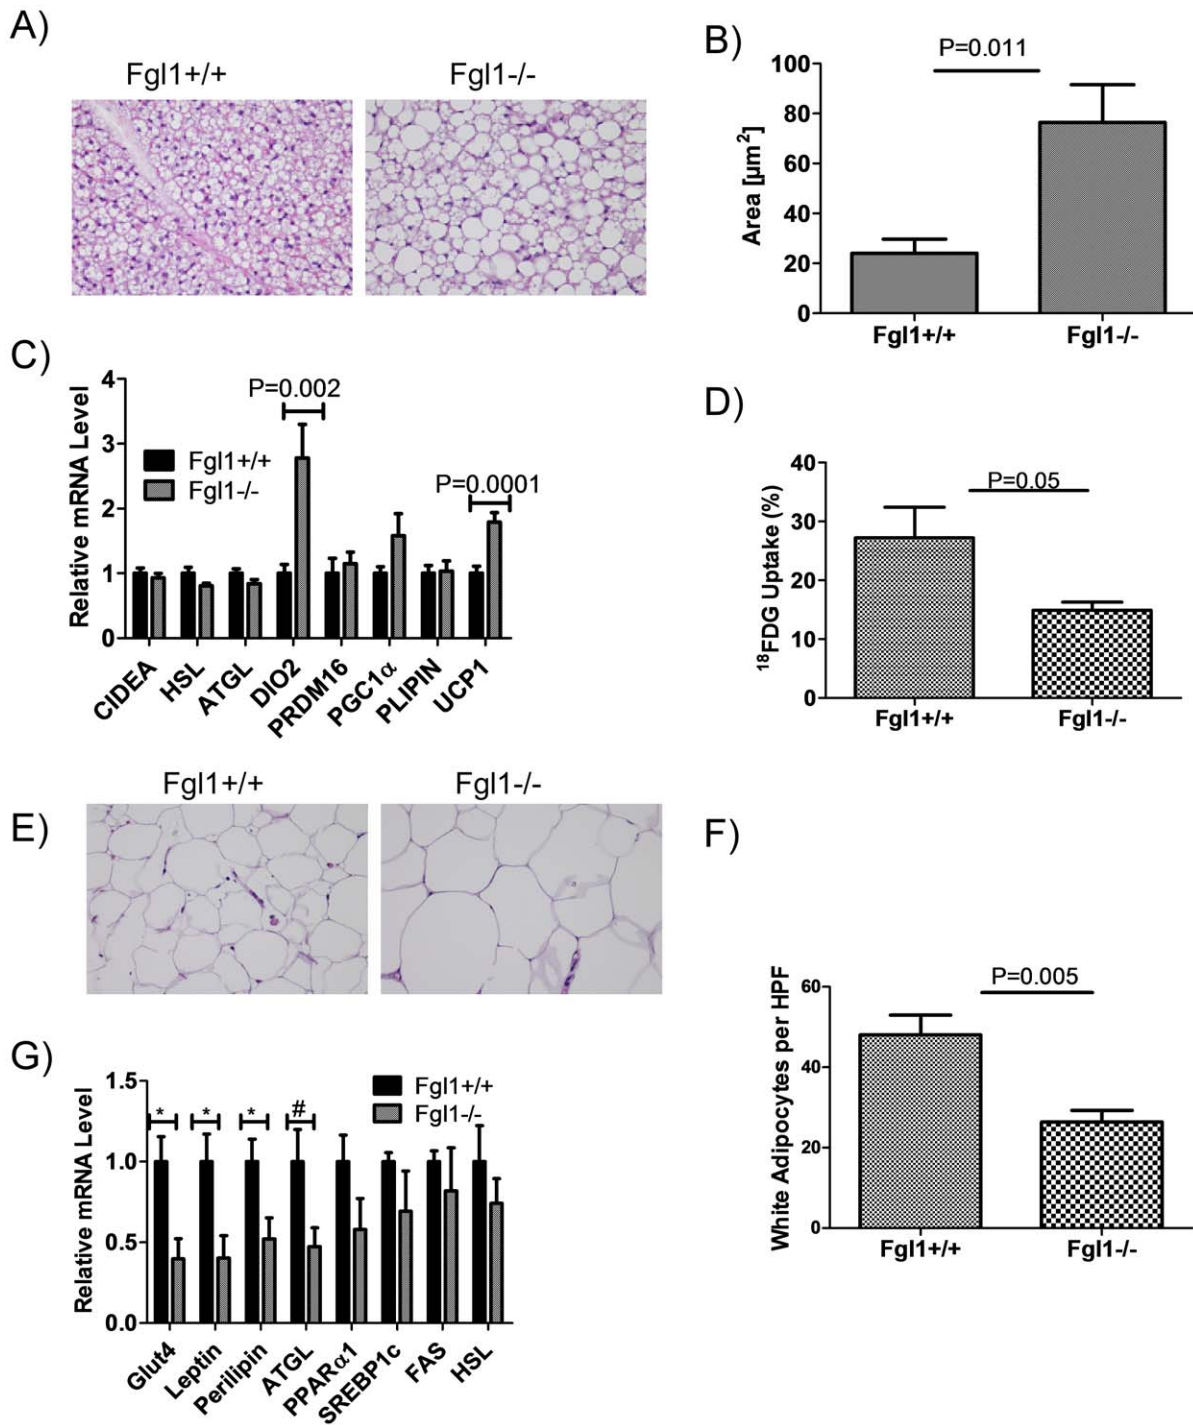 A)
Fgl1+/+
Fgl1-/-
B)
P=0.011
100
80
60
40
20
0
Area [µm²]
Fgl1+/+
Fgl1-/-
C)
4
3
2
1
0
Relative mRNA Level
Fgl1+/+
Fgl1-/-
P=0.002
P=0.0001
CIDEA
HSL
ATGL
DIO2
PRDM16
PGC1α
PLIPIN
UCP1
D)
40
30
20
10
0
¹⁸FDG Uptake (%)
P=0.05
Fgl1+/+
Fgl1-/-
E)
Fgl1+/+
Fgl1-/-
F)
60
40
20
0
White Adipocytes per HPF
P=0.005
Fgl1+/+
Fgl1-/-
G)
1.5
1.0
0.5
0.0
Relative mRNA Level
* * * #
Fgl1+/+
Fgl1-/-
Glut4
Leptin
Perilipin
ATGL
PPARα1
SREBP1c
FAS
HSL